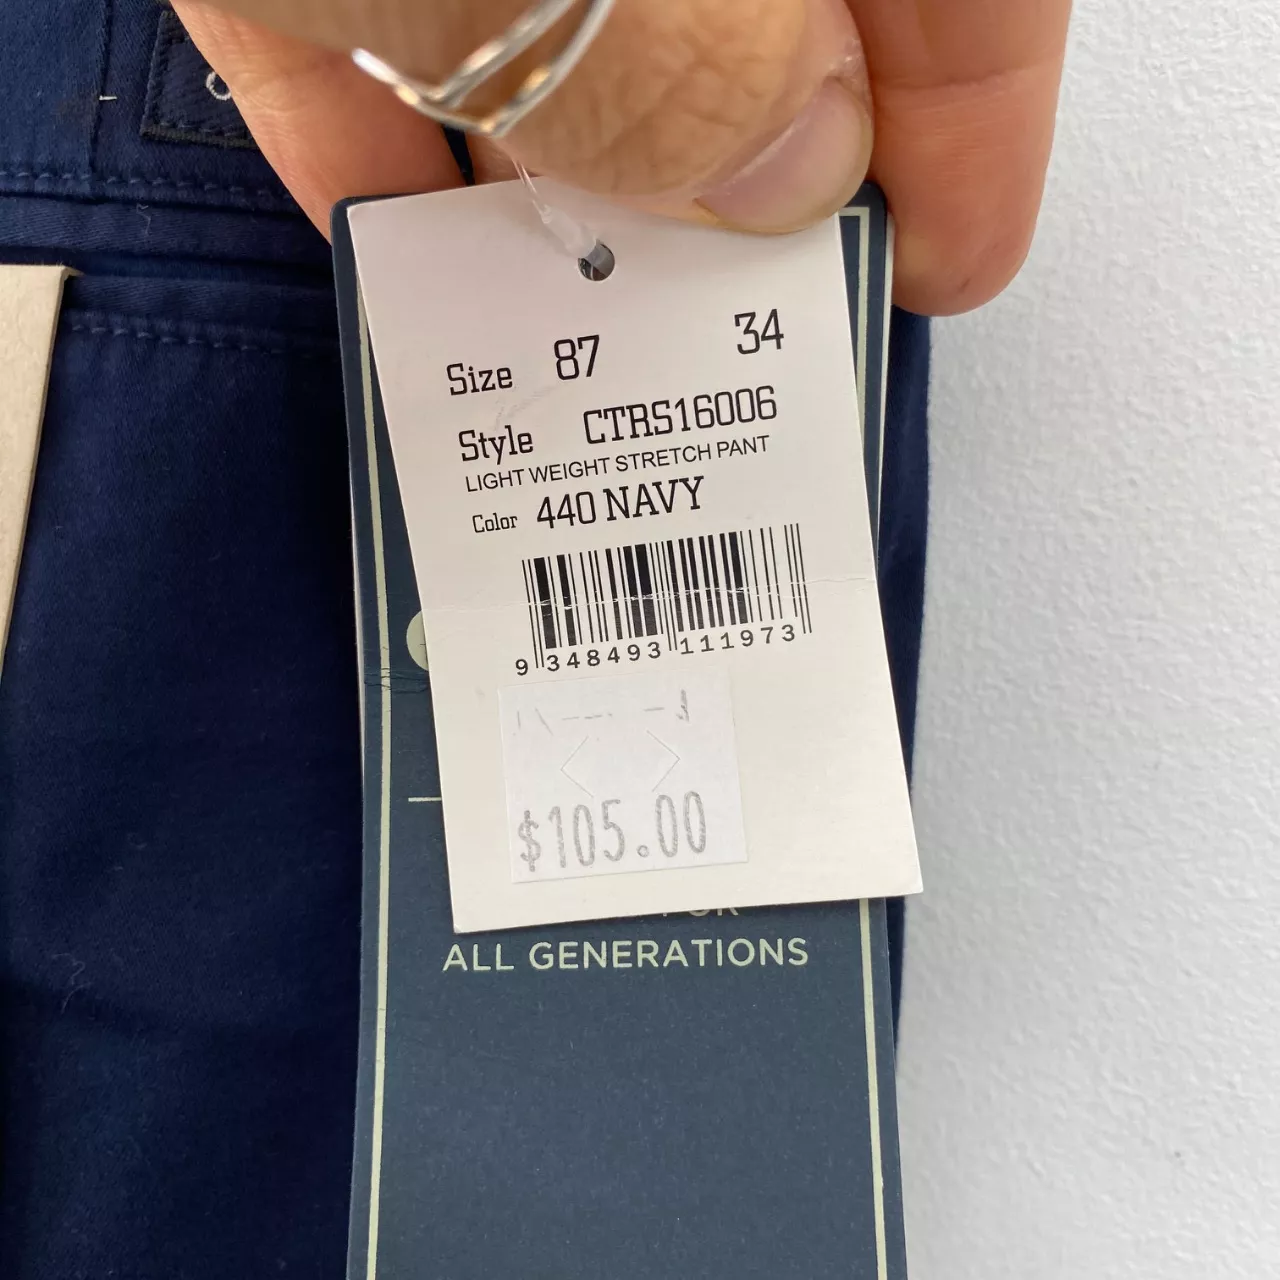 Size 87 34
Style CTRS16006
LIGHT WEIGHT STRETCH PANT
Color 440 NAVY
9 348493 111973
$105.00
FOR
ALL GENERATIONS